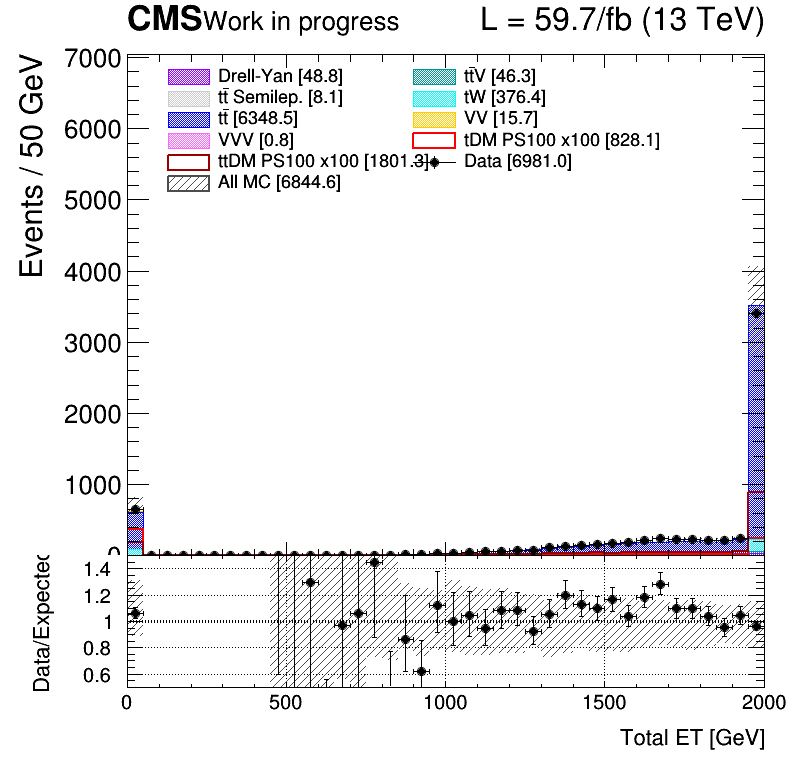 CMS Work in progress L = 59.7/fb (13 TeV)
Events / 50 GeV
7000
6000
5000
4000
3000
2000
1000
0
Drell-Yan [48.8] tt̄V [46.3]
tt̄ Semilep. [8.1] tW [376.4]
tt̄ [6348.5] VV [15.7]
VVV [0.8] tDM PS100 x100 [828.1]
ttDM PS100 x100 [1801.3] Data [6981.0]
All MC [6844.6]
Data/Expected
1.4
1.2
1
0.8
0.6
0 500 1000 1500 2000
Total ET [GeV]